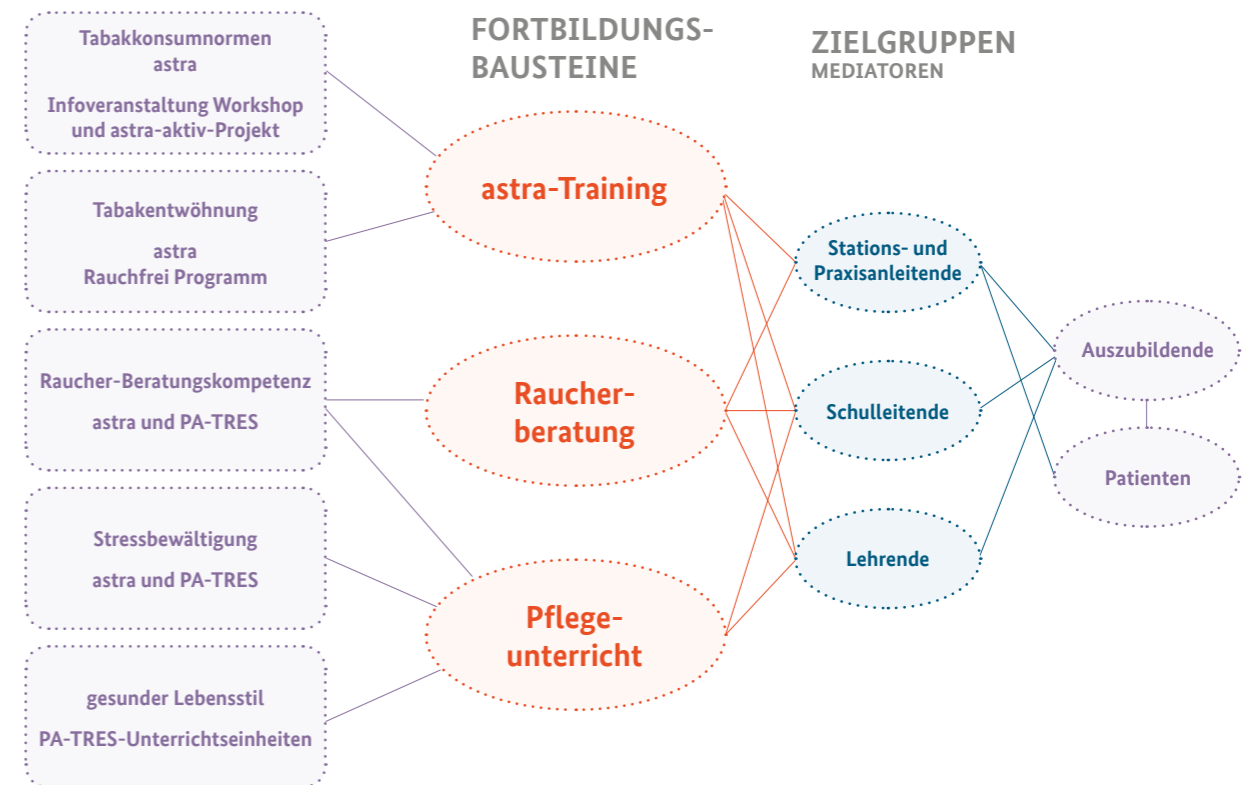 Tabakkonsumnormen
astra
Infoveranstaltung Workshop
und astra-aktiv-Projekt
Tabakentwöhnung
astra
Rauchfrei Programm
Raucher-Beratungskompetenz
astra und PA-TRES
Stressbewältigung
astra und PA-TRES
gesunder Lebensstil
PA-TRES-Unterrichtseinheiten
FORTBILDUNGS-
BAUSTEINE
astra-Training
Raucher-
beratung
Pflege-
unterricht
ZIELGRUPPEN
MEDIATOREN
Stations- und
Praxisanleitende
Schulleitende
Lehrende
Auszubildende
Patienten